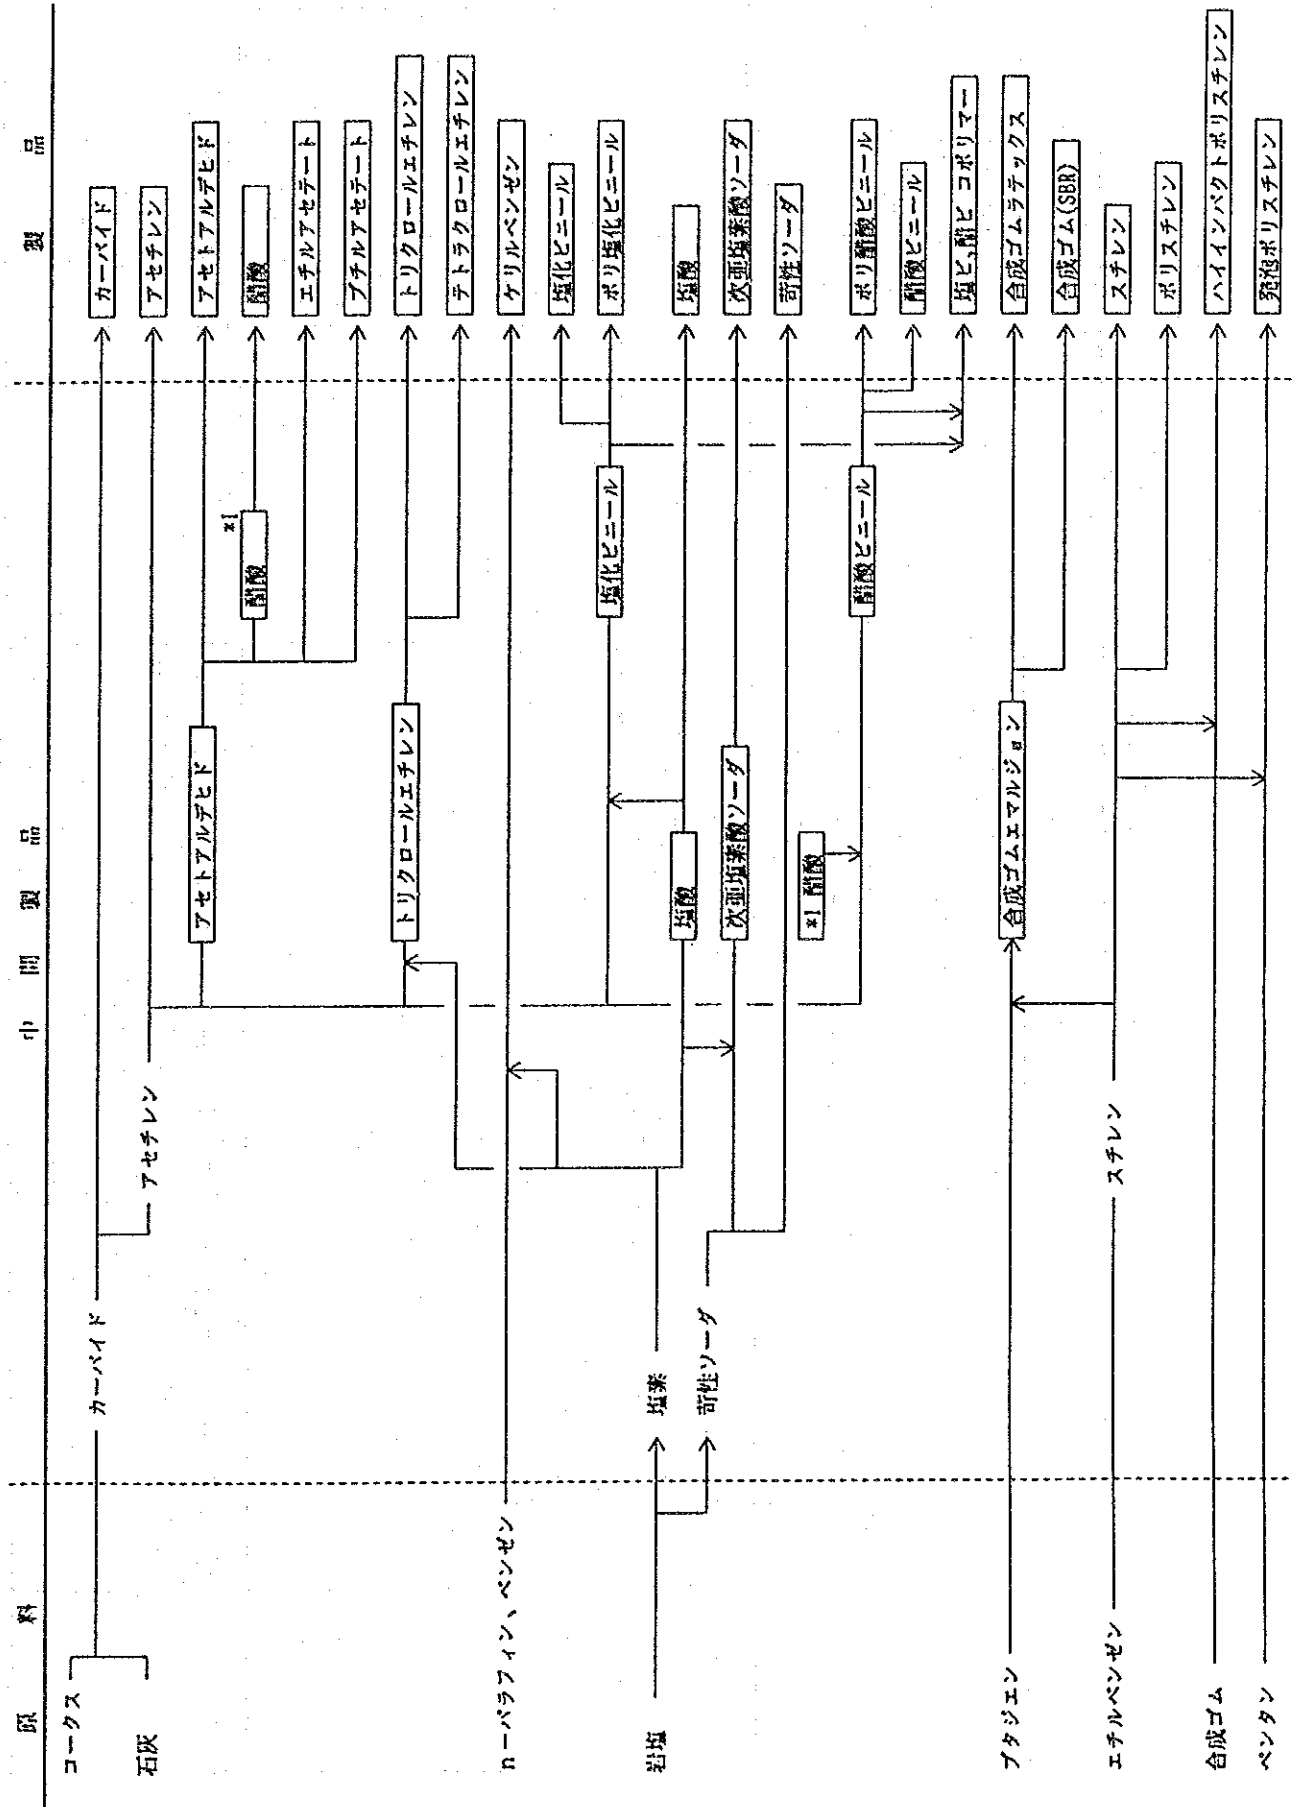 原　料
中　間　製　品
製　品
コークス
石灰
カーバイド
カーバイド
アセチレン
アセチレン
アセトアルデヒド
アセトアルデヒド
酢酸
*1
酢酸
エチルアセテート
ブチルアセテート
トリクロールエチレン
トリクロールエチレン
テトラクロールエチレン
n－パラフィン、ベンゼン
ケリルベンゼン
塩化ビニール
塩化ビニール
ポリ塩化ビニール
岩塩
塩素
塩酸
塩酸
苛性ソーダ
次亜塩素酸ソーダ
次亜塩素酸ソーダ
苛性ソーダ
*1 酢酸
酢酸ビニール
ポリ酢酸ビニール
酢酸ビニール
塩ビ,酢ビ コポリマー
ブタジエン
合成ゴムエマルジョン
合成ゴムラテックス
合成ゴム(SBR)
エチルベンゼン
スチレン
スチレン
ポリスチレン
合成ゴム
ハイインパクトポリスチレン
ペンタン
発泡ポリスチレン